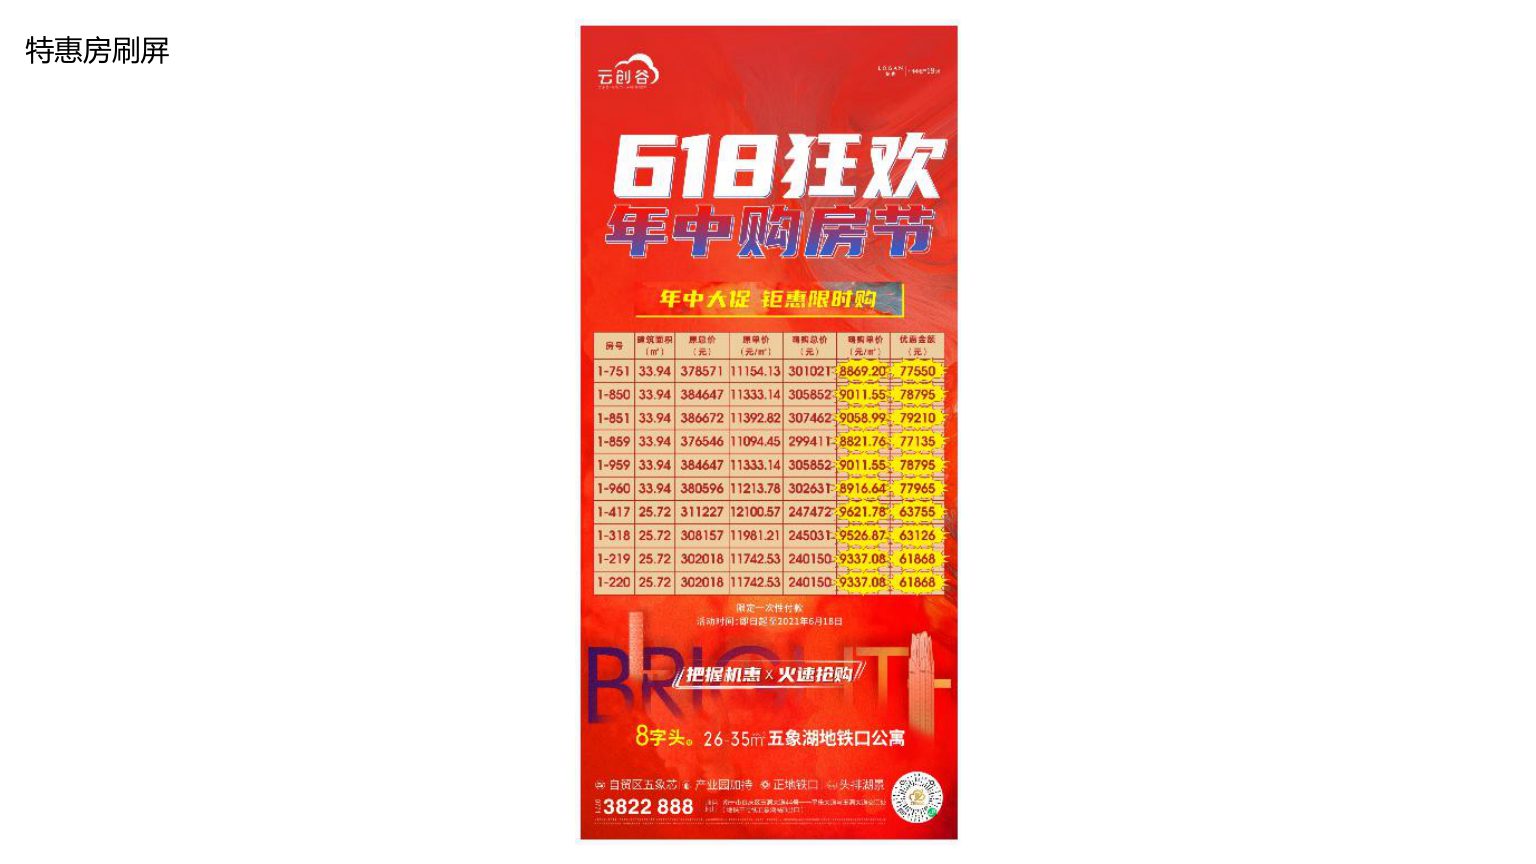 特惠房刷屏
云创谷
LOGAN
618狂欢
年中购房节
年中大促 钜惠限时购
房号 建筑面积（㎡） 原总价（元） 原单价（元/㎡） 嗨购总价（元） 嗨购单价（元/㎡） 优惠金额（元）
1-751 33.94 378571 11154.13 301021 8869.20 77550
1-850 33.94 384647 11333.14 305852 9011.55 78795
1-851 33.94 386672 11392.82 307462 9058.99 79210
1-859 33.94 376546 11094.45 299411 8821.76 77135
1-959 33.94 384647 11333.14 305852 9011.55 78795
1-960 33.94 380596 11213.78 302631 8916.64 77965
1-417 25.72 311227 12100.57 247472 9621.78 63755
1-318 25.72 308157 11981.21 245031 9526.87 63126
1-219 25.72 302018 11742.53 240150 9337.08 61868
1-220 25.72 302018 11742.53 240150 9337.08 61868
限定一次性付款
活动时间：即日起至2021年6月18日
BRIGHT
把握机惠 X 火速抢购
8字头。26-35㎡ 五象湖地铁口公寓
自贸区五象芯 产业园加持 正地铁口 头排湖景
0771 3822 888